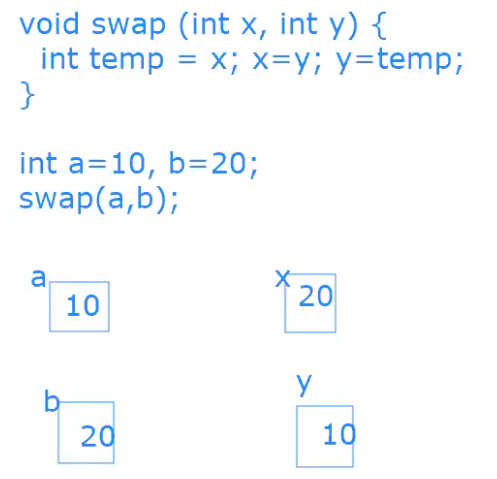 void swap (int x, int y) {
int temp = x; x=y; y=temp;
}
int a=10, b=20;
swap(a,b);
a
10
x
20
b
20
y
10